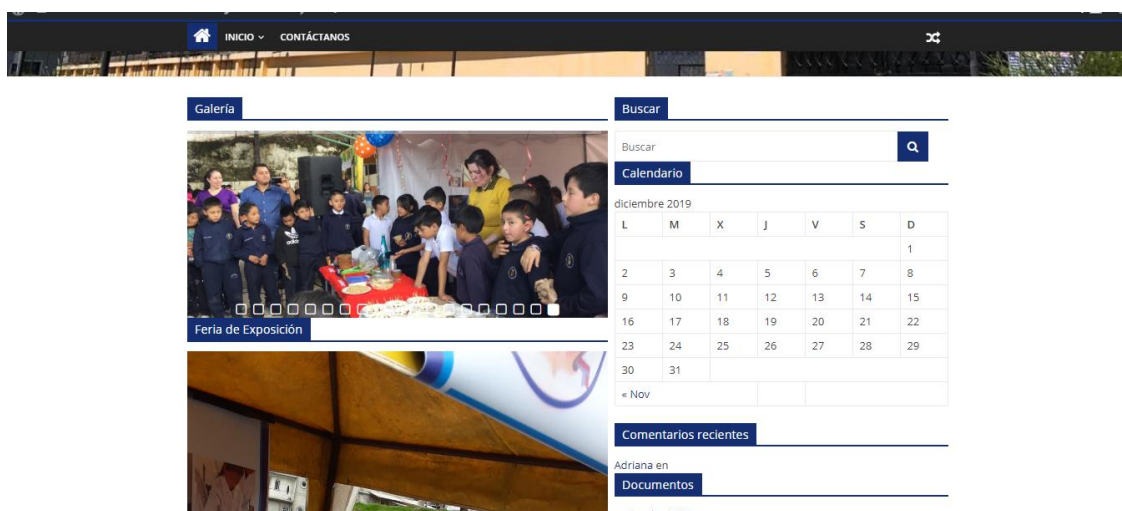 INICIO
CONTÁCTANOS
Galería
Feria de Exposición
Buscar
Buscar
Calendario
diciembre 2019
L M X J V S D
1
2 3 4 5 6 7 8
9 10 11 12 13 14 15
16 17 18 19 20 21 22
23 24 25 26 27 28 29
30 31
« Nov
Comentarios recientes
Adriana en
Documentos